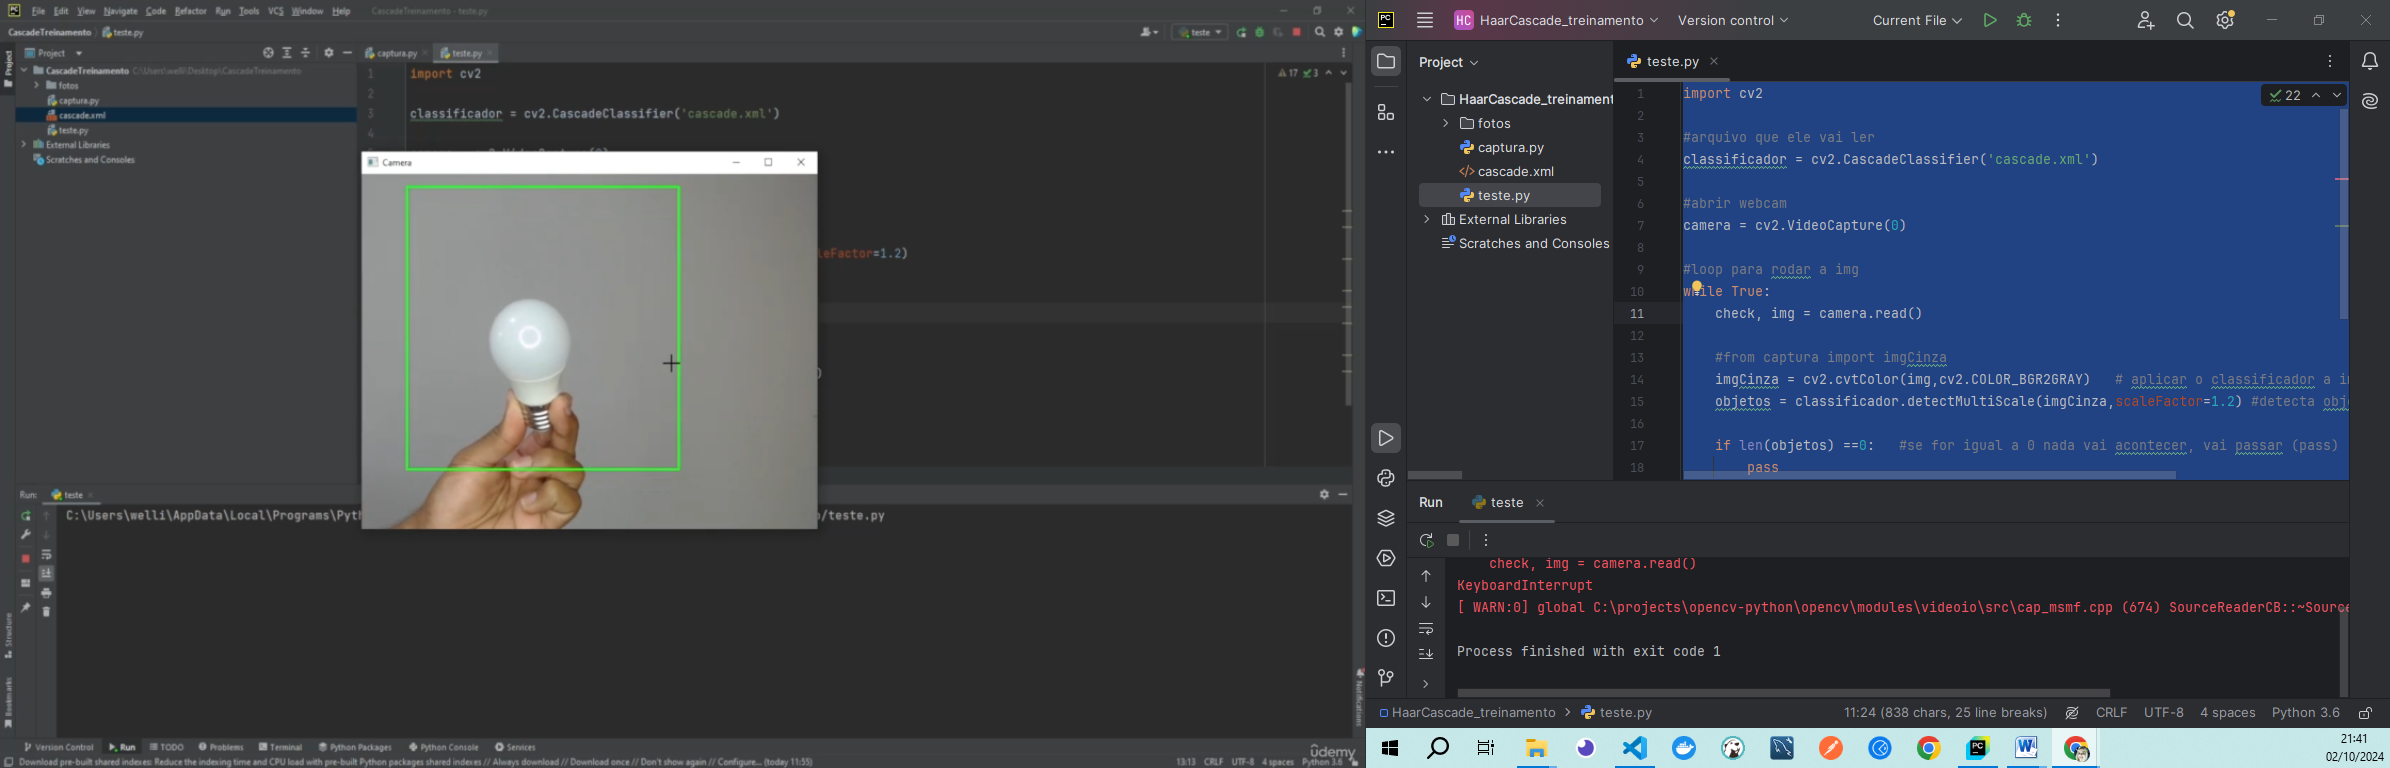 File Edit View Navigate Code Refactor Run Tools VCS Window Help CascadeTreinamento - teste.py
CascadeTreinamento teste.py
teste
Project
captura.py
teste.py
CascadeTreinamento C:\Users\welli\Desktop\CascadeTreinamento
fotos
captura.py
cascade.xml
teste.py
External Libraries
Scratches and Consoles
1 import cv2
2
3 classificador = cv2.CascadeClassifier('cascade.xml')
4
17 3
Camera
leFactor=1.2)
Run: teste
C:\Users\welli\AppData\Local\Programs\Pyth
/teste.py
Project
Structure
Bookmarks
Notifications
Version Control Run TODO Problems Terminal Python Packages Python Console Services
ûdemy
Download pre-built shared indexes: Reduce the indexing time and CPU load with pre-built Python packages shared indexes // Always download // Download once // Don't show again // Configure... (today 11:55)
13:13 CRLF UTF-8 4 spaces Python 3.6
PC HC HaarCascade_treinamento Version control Current File
Project
teste.py
HaarCascade_treinament
fotos
captura.py
cascade.xml
teste.py
External Libraries
Scratches and Consoles
22
1 import cv2
2
3 #arquivo que ele vai ler
4 classificador = cv2.CascadeClassifier('cascade.xml')
5
6 #abrir webcam
7 camera = cv2.VideoCapture(0)
8
9 #loop para rodar a img
10 while True:
11 check, img = camera.read()
12
13 #from captura import imgCinza
14 imgCinza = cv2.cvtColor(img,cv2.COLOR_BGR2GRAY) # aplicar o classificador a i
15 objetos = classificador.detectMultiScale(imgCinza,scaleFactor=1.2) #detecta obj
16
17 if len(objetos) ==0: #se for igual a 0 nada vai acontecer, vai passar (pass)
18 pass
Run teste
check, img = camera.read()
KeyboardInterrupt
[ WARN:0] global C:\projects\opencv-python\opencv\modules\videoio\src\cap_msmf.cpp (674) SourceReaderCB::~Source
Process finished with exit code 1
HaarCascade_treinamento > teste.py
11:24 (838 chars, 25 line breaks) CRLF UTF-8 4 spaces Python 3.6
21:41
02/10/2024